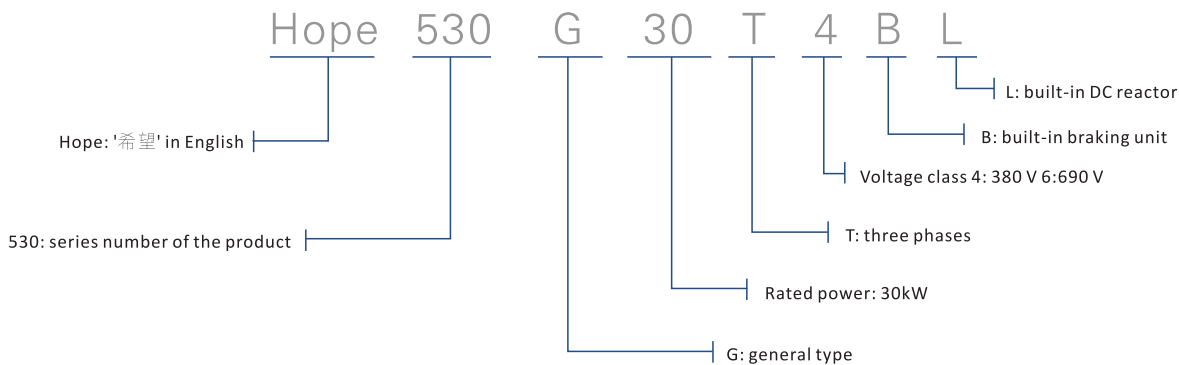 Hope 530 G 30 T 4 B L
L: built-in DC reactor
Hope: '希望' in English
B: built-in braking unit
Voltage class 4: 380 V 6:690 V
530: series number of the product
T: three phases
Rated power: 30kW
G: general type